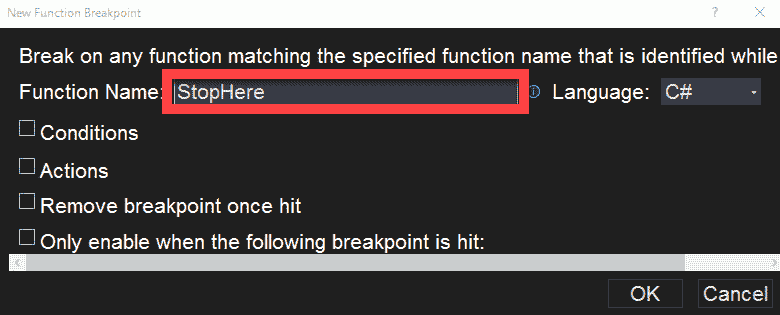 New Function Breakpoint ?
Break on any function matching the specified function name that is identified while
Function Name: StopHere Language: C#
Conditions
Actions
Remove breakpoint once hit
Only enable when the following breakpoint is hit:
OK Cancel